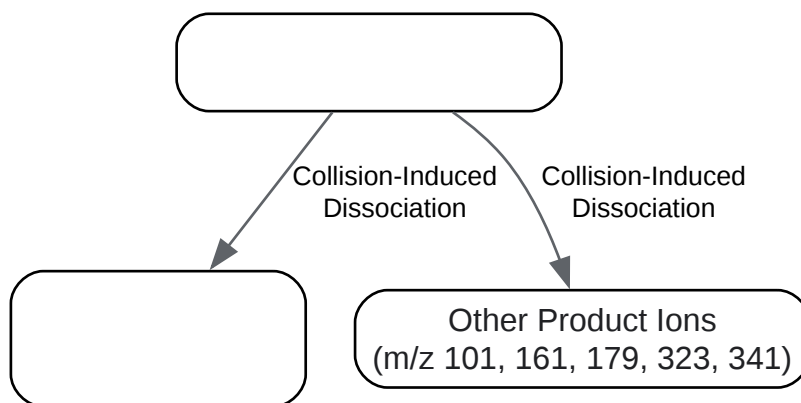 Collision-Induced
Dissociation
Collision-Induced
Dissociation
Other Product Ions
(m/z 101, 161, 179, 323, 341)